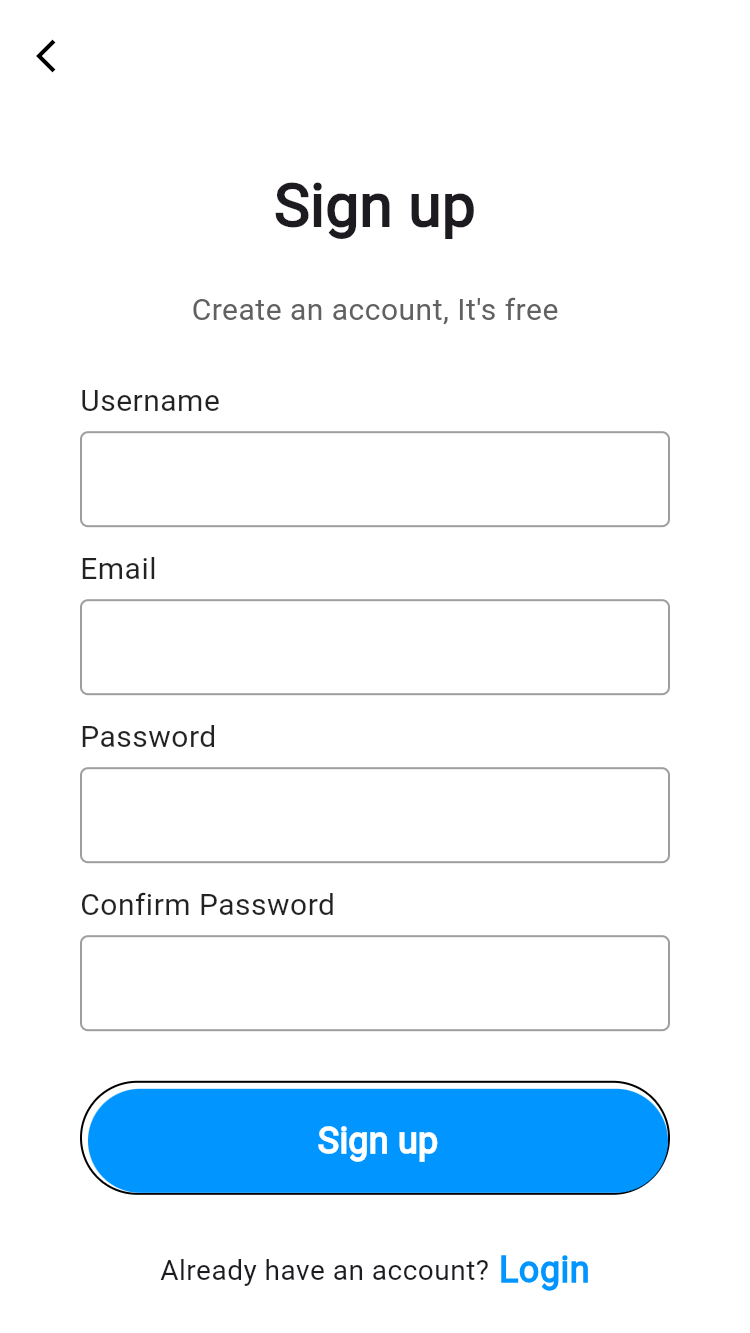 Sign up
Create an account, It's free
Username
Email
Password
Confirm Password
Sign up
Already have an account? Login